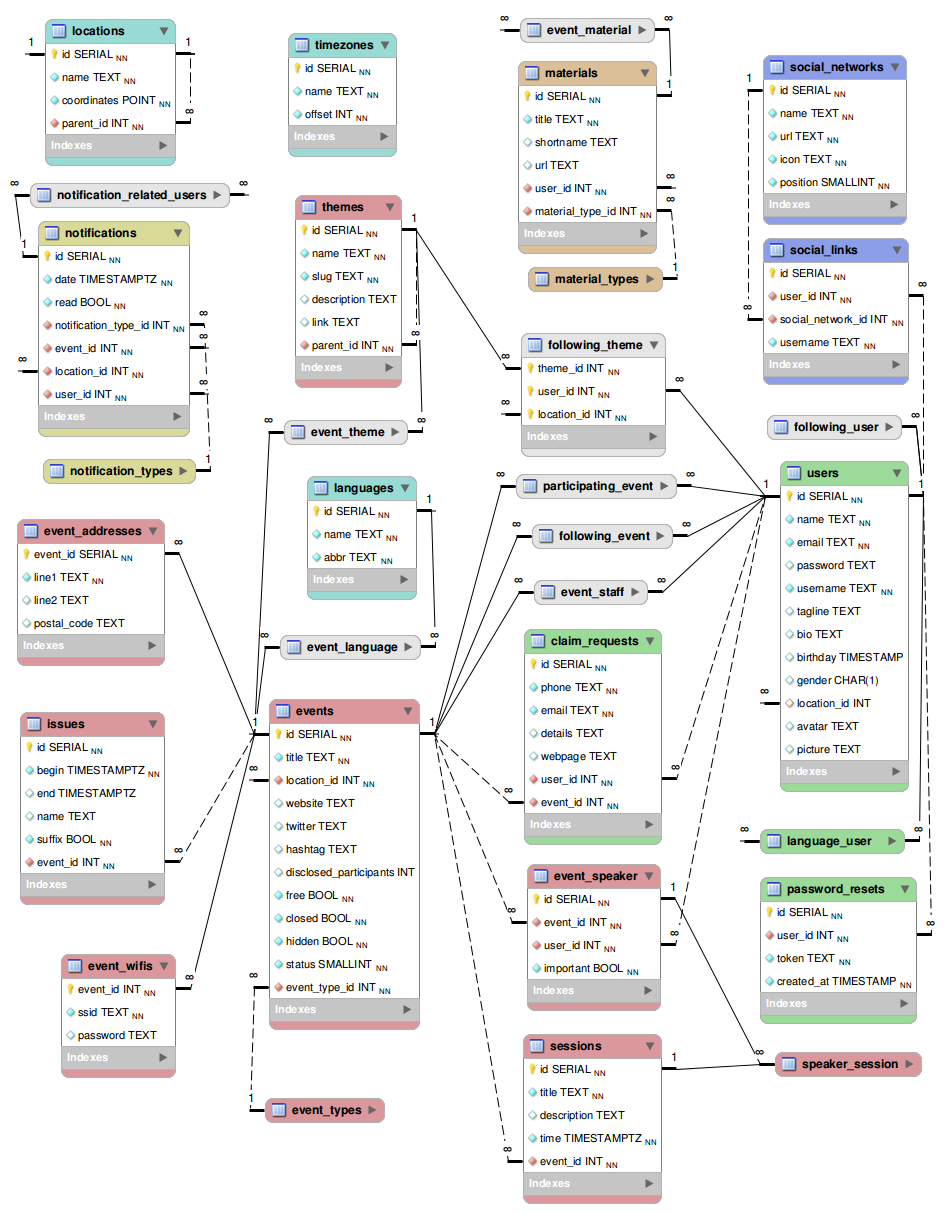 locations
id SERIAL NN
name TEXT NN
coordinates POINT NN
parent_id INT NN
Indexes
1
1
∞
timezones
id SERIAL NN
name TEXT NN
offset INT NN
Indexes
∞
event_material
∞
materials
id SERIAL NN
title TEXT NN
shortname TEXT
url TEXT
user_id INT NN
material_type_id INT NN
Indexes
1
∞
∞
material_types
1
social_networks
id SERIAL NN
name TEXT NN
url TEXT NN
icon TEXT NN
position SMALLINT NN
Indexes
1
social_links
id SERIAL NN
user_id INT NN
social_network_id INT NN
username TEXT NN
Indexes
∞
∞
∞
notification_related_users
∞
notifications
id SERIAL NN
date TIMESTAMPTZ NN
read BOOL NN
notification_type_id INT NN
event_id INT NN
location_id INT NN
user_id INT NN
Indexes
1
∞
∞
∞
∞
notification_types
1
themes
id SERIAL NN
name TEXT NN
slug TEXT NN
description TEXT
link TEXT
parent_id INT NN
Indexes
1
∞
∞
event_theme
∞
following_theme
theme_id INT NN
user_id INT NN
location_id INT NN
Indexes
∞
∞
∞
following_user
∞
languages
id SERIAL NN
name TEXT NN
abbr TEXT NN
Indexes
1
∞
event_language
∞
∞
participating_event
∞
∞
following_event
∞
∞
event_staff
∞
users
id SERIAL NN
name TEXT NN
email TEXT NN
password TEXT
username TEXT NN
tagline TEXT
bio TEXT
birthday TIMESTAMP
gender CHAR(1)
location_id INT
avatar TEXT
picture TEXT
Indexes
1
1
∞
event_addresses
event_id SERIAL NN
line1 TEXT NN
line2 TEXT
postal_code TEXT
Indexes
∞
issues
id SERIAL NN
begin TIMESTAMPTZ NN
end TIMESTAMPTZ
name TEXT
suffix BOOL NN
event_id INT NN
Indexes
∞
events
id SERIAL NN
title TEXT NN
location_id INT NN
website TEXT
twitter TEXT
hashtag TEXT
disclosed_participants INT
free BOOL NN
closed BOOL NN
hidden BOOL NN
status SMALLINT NN
event_type_id INT NN
Indexes
1
1
∞
∞
claim_requests
id SERIAL NN
phone TEXT NN
email TEXT NN
details TEXT
webpage TEXT
user_id INT NN
event_id INT NN
Indexes
∞
∞
∞
language_user
∞
event_speaker
id SERIAL NN
event_id INT NN
user_id INT NN
important BOOL NN
Indexes
1
∞
∞
password_resets
id SERIAL NN
user_id INT NN
token TEXT NN
created_at TIMESTAMP NN
Indexes
∞
event_wifis
event_id INT NN
ssid TEXT NN
password TEXT
Indexes
∞
1
event_types
sessions
id SERIAL NN
title TEXT NN
description TEXT
time TIMESTAMPTZ NN
event_id INT NN
Indexes
1
∞
∞
speaker_session